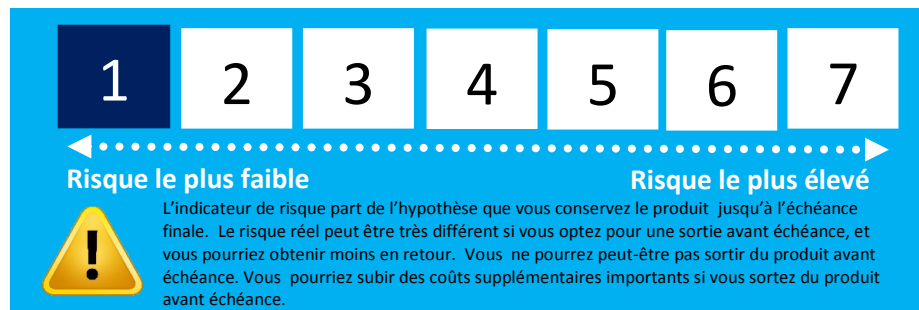 1 2 3 4 5 6 7
Risque le plus faible Risque le plus élevé
L'indicateur de risque part de l'hypothèse que vous conservez le produit jusqu'à l'échéance
finale. Le risque réel peut être très différent si vous optez pour une sortie avant échéance, et
vous pourriez obtenir moins en retour. Vous ne pourrez peut-être pas sortir du produit avant
échéance. Vous pourriez subir des coûts supplémentaires importants si vous sortez du produit
avant échéance.